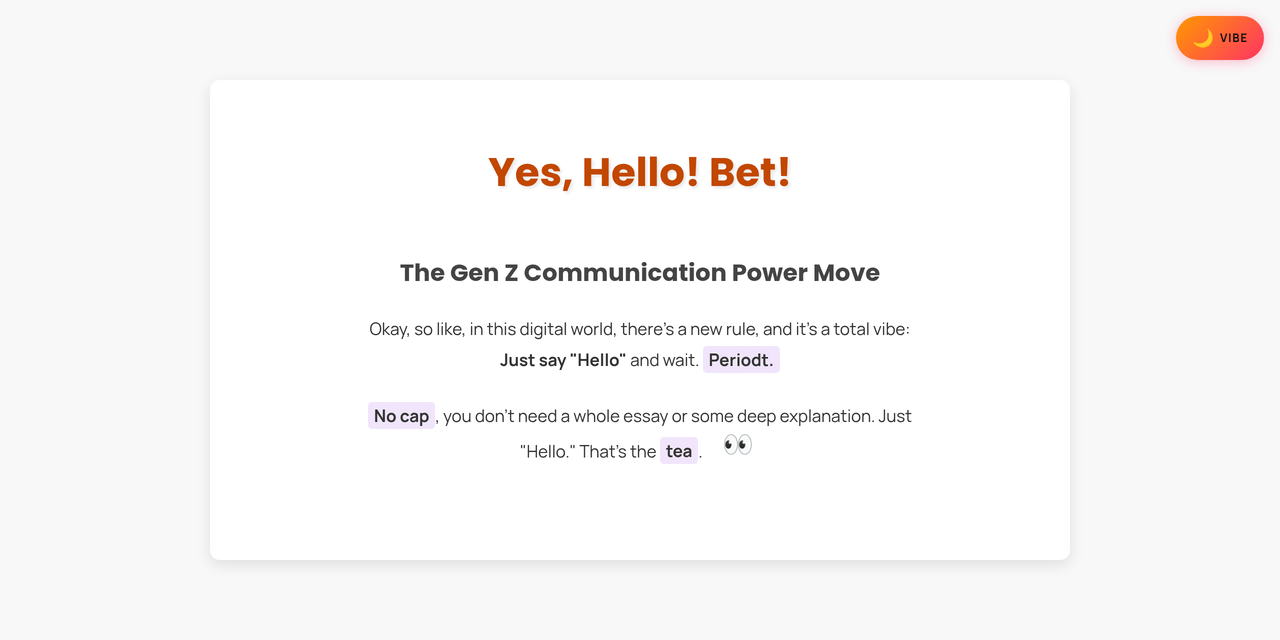 🌙 VIBE
Yes, Hello! Bet!
The Gen Z Communication Power Move
Okay, so like, in this digital world, there's a new rule, and it's a total vibe:
Just say "Hello" and wait. Periodt.
No cap, you don't need a whole essay or some deep explanation. Just
"Hello." That's the tea. 👀